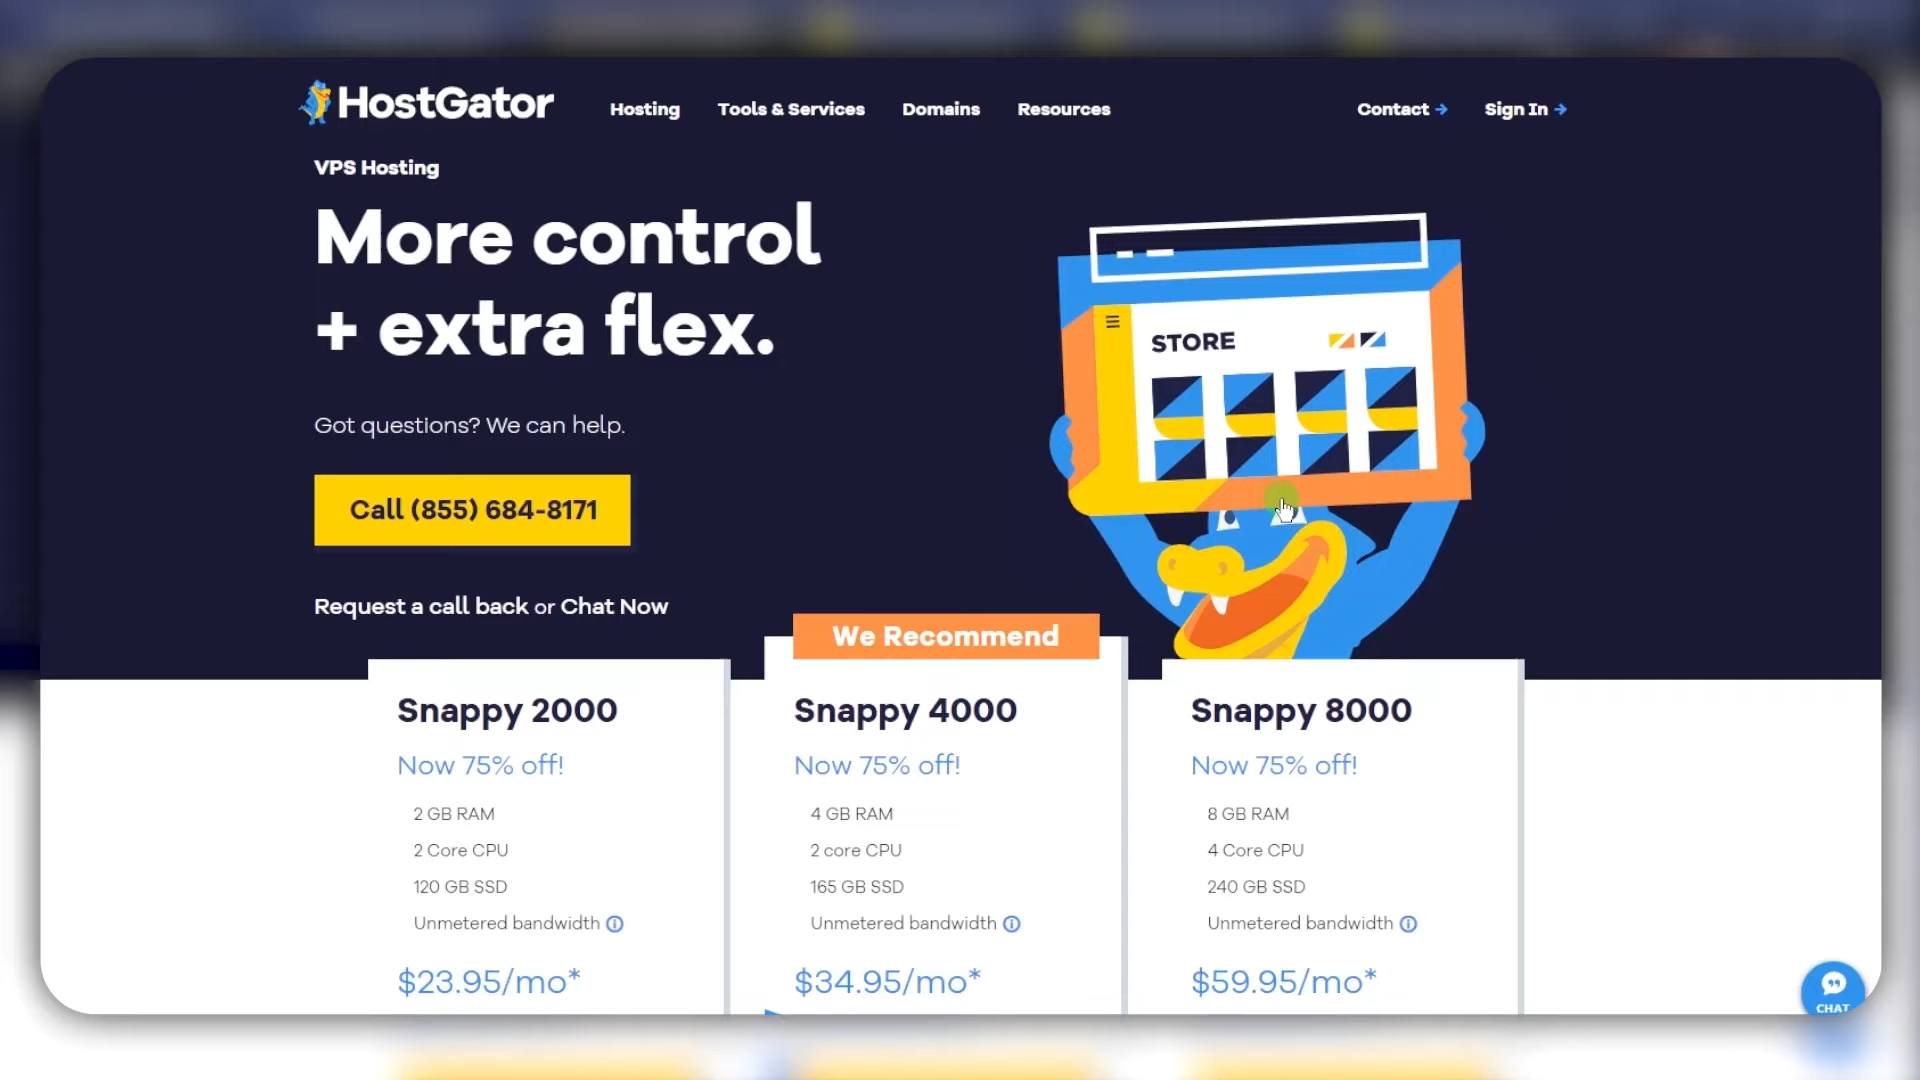 HostGator
Hosting
Tools & Services
Domains
Resources
Contact
Sign In
VPS Hosting
More control
+ extra flex.
Got questions? We can help.
Call (855) 684-8171
Request a call back or Chat Now
STORE
We Recommend
Snappy 2000
Now 75% off!
2 GB RAM
2 Core CPU
120 GB SSD
Unmetered bandwidth
$23.95/mo*
Snappy 4000
Now 75% off!
4 GB RAM
2 core CPU
165 GB SSD
Unmetered bandwidth
$34.95/mo*
Snappy 8000
Now 75% off!
8 GB RAM
4 Core CPU
240 GB SSD
Unmetered bandwidth
$59.95/mo*
CHAT